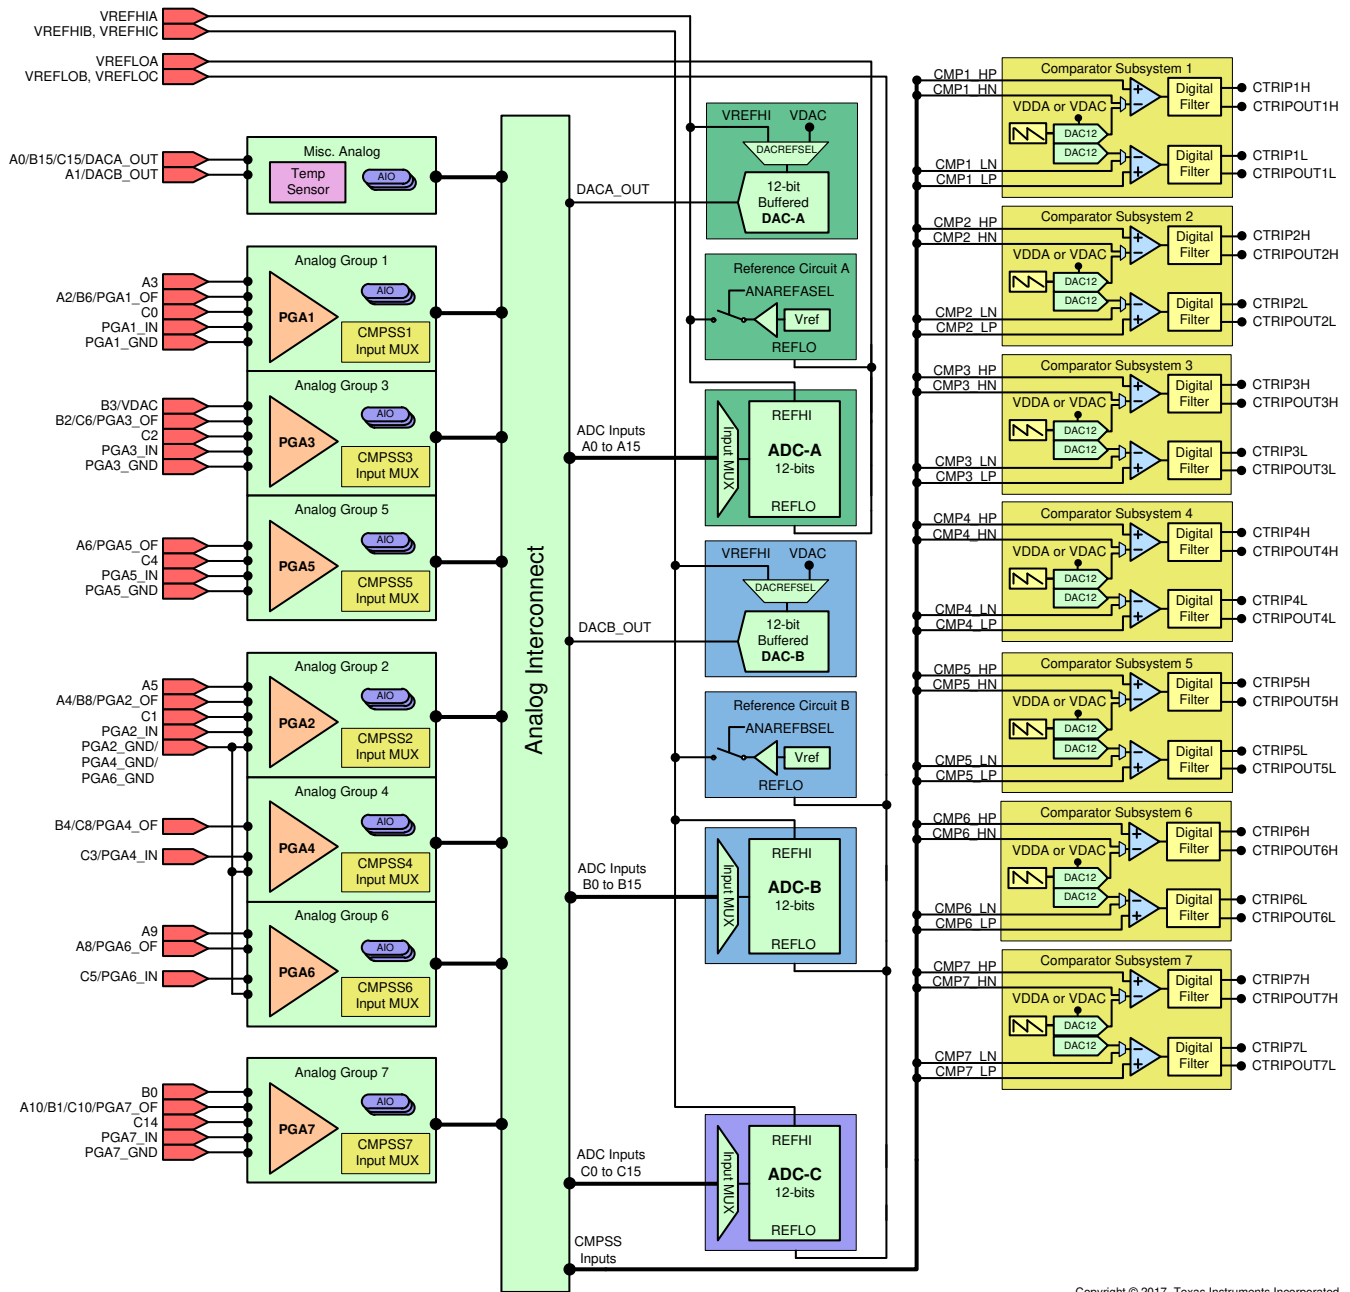 VREFHIA
VREFHIB, VREFHIC
VREFLOA
VREFLOB, VREFLOC
A0/B15/C15/DACA_OUT
A1/DACB_OUT
Misc. Analog
Temp
Sensor
AIO
A3
A2/B6/PGA1_OF
C0
PGA1_IN
PGA1_GND
Analog Group 1
PGA1
AIO
CMPSS1
Input MUX
B3/VDAC
B2/C6/PGA3_OF
C2
PGA3_IN
PGA3_GND
Analog Group 3
PGA3
AIO
CMPSS3
Input MUX
A6/PGA5_OF
C4
PGA5_IN
PGA5_GND
Analog Group 5
PGA5
AIO
CMPSS5
Input MUX
A5
A4/B8/PGA2_OF
C1
PGA2_IN
PGA2_GND/
PGA4_GND/
PGA6_GND
Analog Group 2
PGA2
AIO
CMPSS2
Input MUX
B4/C8/PGA4_OF
C3/PGA4_IN
Analog Group 4
PGA4
AIO
CMPSS4
Input MUX
A9
A8/PGA6_OF
C5/PGA6_IN
Analog Group 6
PGA6
AIO
CMPSS6
Input MUX
B0
A10/B1/C10/PGA7_OF
C14
PGA7_IN
PGA7_GND
Analog Group 7
PGA7
AIO
CMPSS7
Input MUX
Analog Interconnect
DACA_OUT
VREFHI
VDAC
DACREFSEL
12-bit
Buffered
DAC-A
Reference Circuit A
ANAREFASEL
Vref
REFLO
ADC Inputs
A0 to A15
Input MUX
REFHI
ADC-A
12-bits
REFLO
DACB_OUT
VREFHI
VDAC
DACREFSEL
12-bit
Buffered
DAC-B
Reference Circuit B
ANAREFBSEL
Vref
REFLO
ADC Inputs
B0 to B15
Input MUX
REFHI
ADC-B
12-bits
REFLO
ADC Inputs
C0 to C15
Input MUX
REFHI
ADC-C
12-bits
REFLO
CMPSS
Inputs
CMP1_HP
CMP1_HN
CMP1_LN
CMP1_LP
Comparator Subsystem 1
VDDA or VDAC
DAC12
DAC12
Digital
Filter
Digital
Filter
CTRIP1H
CTRIPOUT1H
CTRIP1L
CTRIPOUT1L
CMP2_HP
CMP2_HN
CMP2_LN
CMP2_LP
Comparator Subsystem 2
VDDA or VDAC
DAC12
DAC12
Digital
Filter
Digital
Filter
CTRIP2H
CTRIPOUT2H
CTRIP2L
CTRIPOUT2L
CMP3_HP
CMP3_HN
CMP3_LN
CMP3_LP
Comparator Subsystem 3
VDDA or VDAC
DAC12
DAC12
Digital
Filter
Digital
Filter
CTRIP3H
CTRIPOUT3H
CTRIP3L
CTRIPOUT3L
CMP4_HP
CMP4_HN
CMP4_LN
CMP4_LP
Comparator Subsystem 4
VDDA or VDAC
DAC12
DAC12
Digital
Filter
Digital
Filter
CTRIP4H
CTRIPOUT4H
CTRIP4L
CTRIPOUT4L
CMP5_HP
CMP5_HN
CMP5_LN
CMP5_LP
Comparator Subsystem 5
VDDA or VDAC
DAC12
DAC12
Digital
Filter
Digital
Filter
CTRIP5H
CTRIPOUT5H
CTRIP5L
CTRIPOUT5L
CMP6_HP
CMP6_HN
CMP6_LN
CMP6_LP
Comparator Subsystem 6
VDDA or VDAC
DAC12
DAC12
Digital
Filter
Digital
Filter
CTRIP6H
CTRIPOUT6H
CTRIP6L
CTRIPOUT6L
CMP7_HP
CMP7_HN
CMP7_LN
CMP7_LP
Comparator Subsystem 7
VDDA or VDAC
DAC12
DAC12
Digital
Filter
Digital
Filter
CTRIP7H
CTRIPOUT7H
CTRIP7L
CTRIPOUT7L
Copyright © 2017, Texas Instruments Incorporated